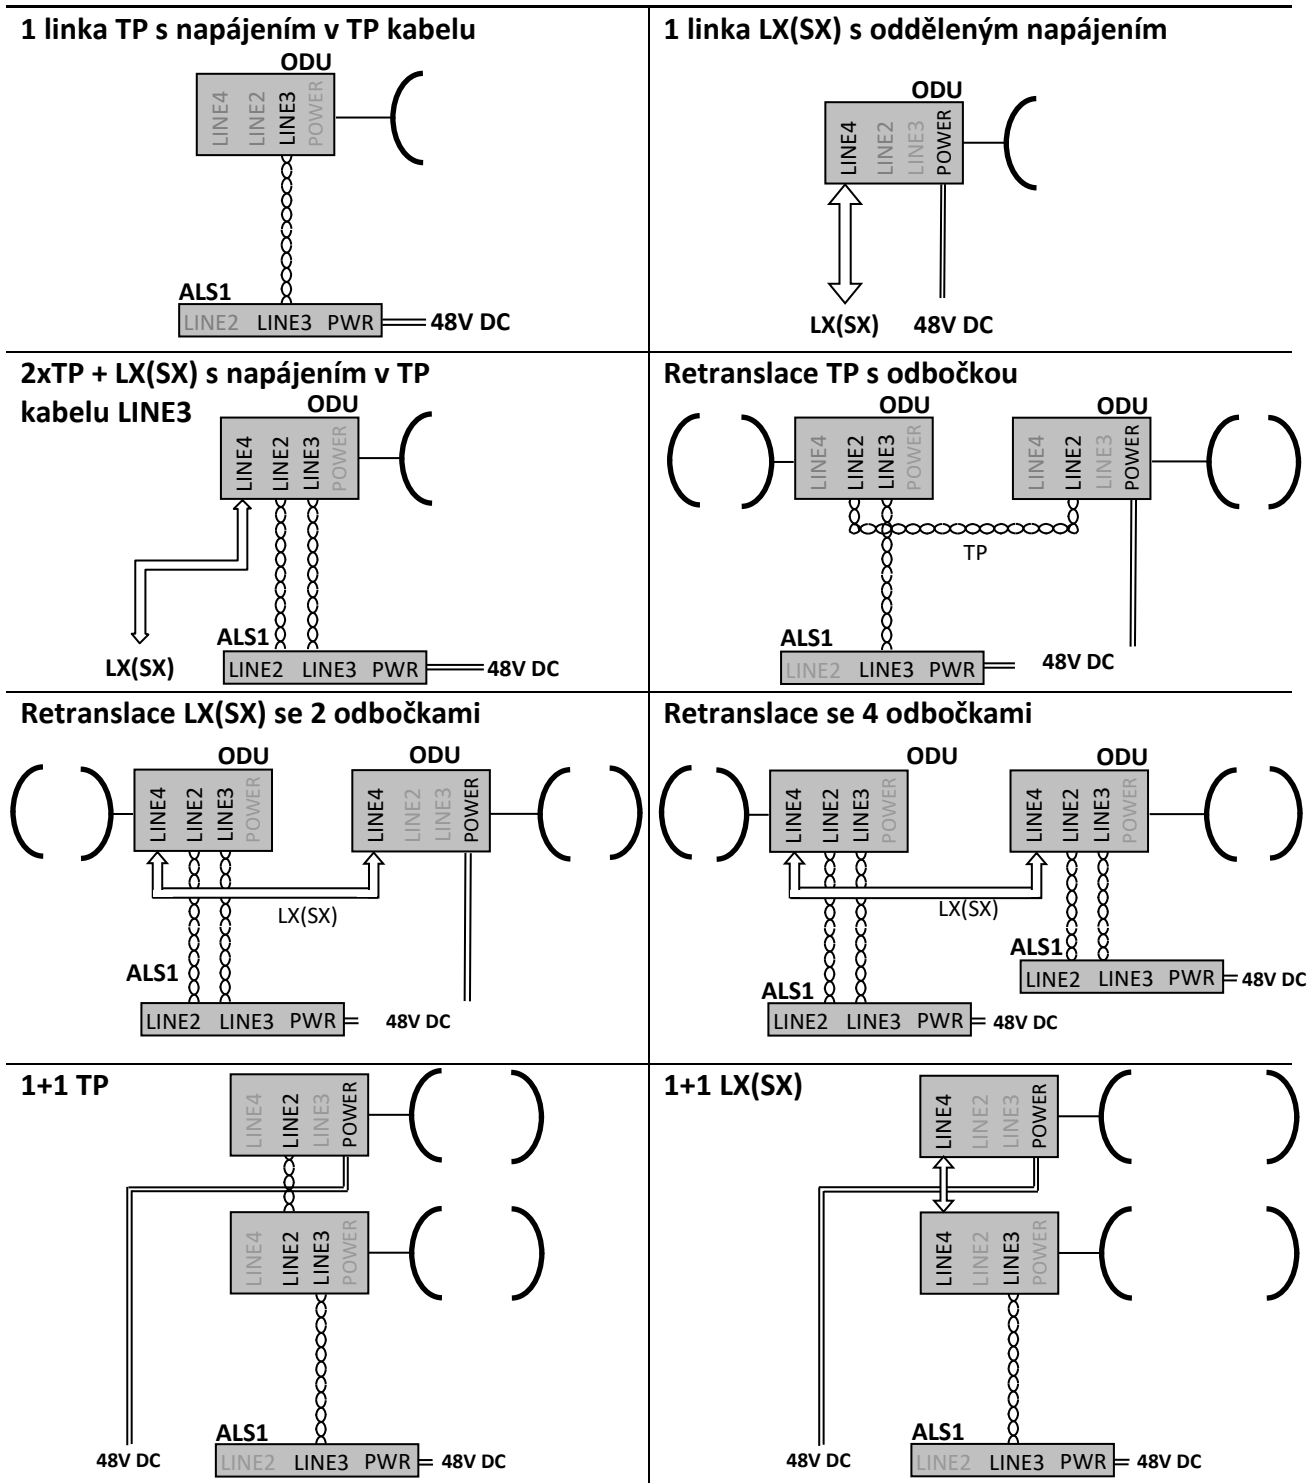 1 linka TP s napájením v TP kabelu
ODU
LINE4 LINE2 LINE3 POWER
ALS1
LINE2 LINE3 PWR 48V DC
1 linka LX(SX) s odděleným napájením
ODU
LINE4 LINE2 LINE3 POWER
LX(SX) 48V DC
2xTP + LX(SX) s napájením v TP
kabelu LINE3
ODU
LINE4 LINE2 LINE3 POWER
ALS1
LX(SX)
LINE2 LINE3 PWR 48V DC
Retranslace TP s odbočkou
ODU ODU
LINE4 LINE2 LINE3 POWER LINE4 LINE2 LINE3 POWER
TP
ALS1
LINE2 LINE3 PWR 48V DC
Retranslace LX(SX) se 2 odbočkami
ODU ODU
LINE4 LINE2 LINE3 POWER LINE4 LINE2 LINE3 POWER
LX(SX)
ALS1
LINE2 LINE3 PWR 48V DC
Retranslace se 4 odbočkami
ODU ODU
LINE4 LINE2 LINE3 POWER LINE4 LINE2 LINE3 POWER
LX(SX)
ALS1
LINE2 LINE3 PWR 48V DC
ALS1
LINE2 LINE3 PWR 48V DC
1+1 TP
LINE4 LINE2 LINE3 POWER
LINE4 LINE2 LINE3 POWER
ALS1
48V DC LINE2 LINE3 PWR 48V DC
1+1 LX(SX)
LINE4 LINE2 LINE3 POWER
LINE4 LINE2 LINE3 POWER
ALS1
48V DC LINE2 LINE3 PWR 48V DC